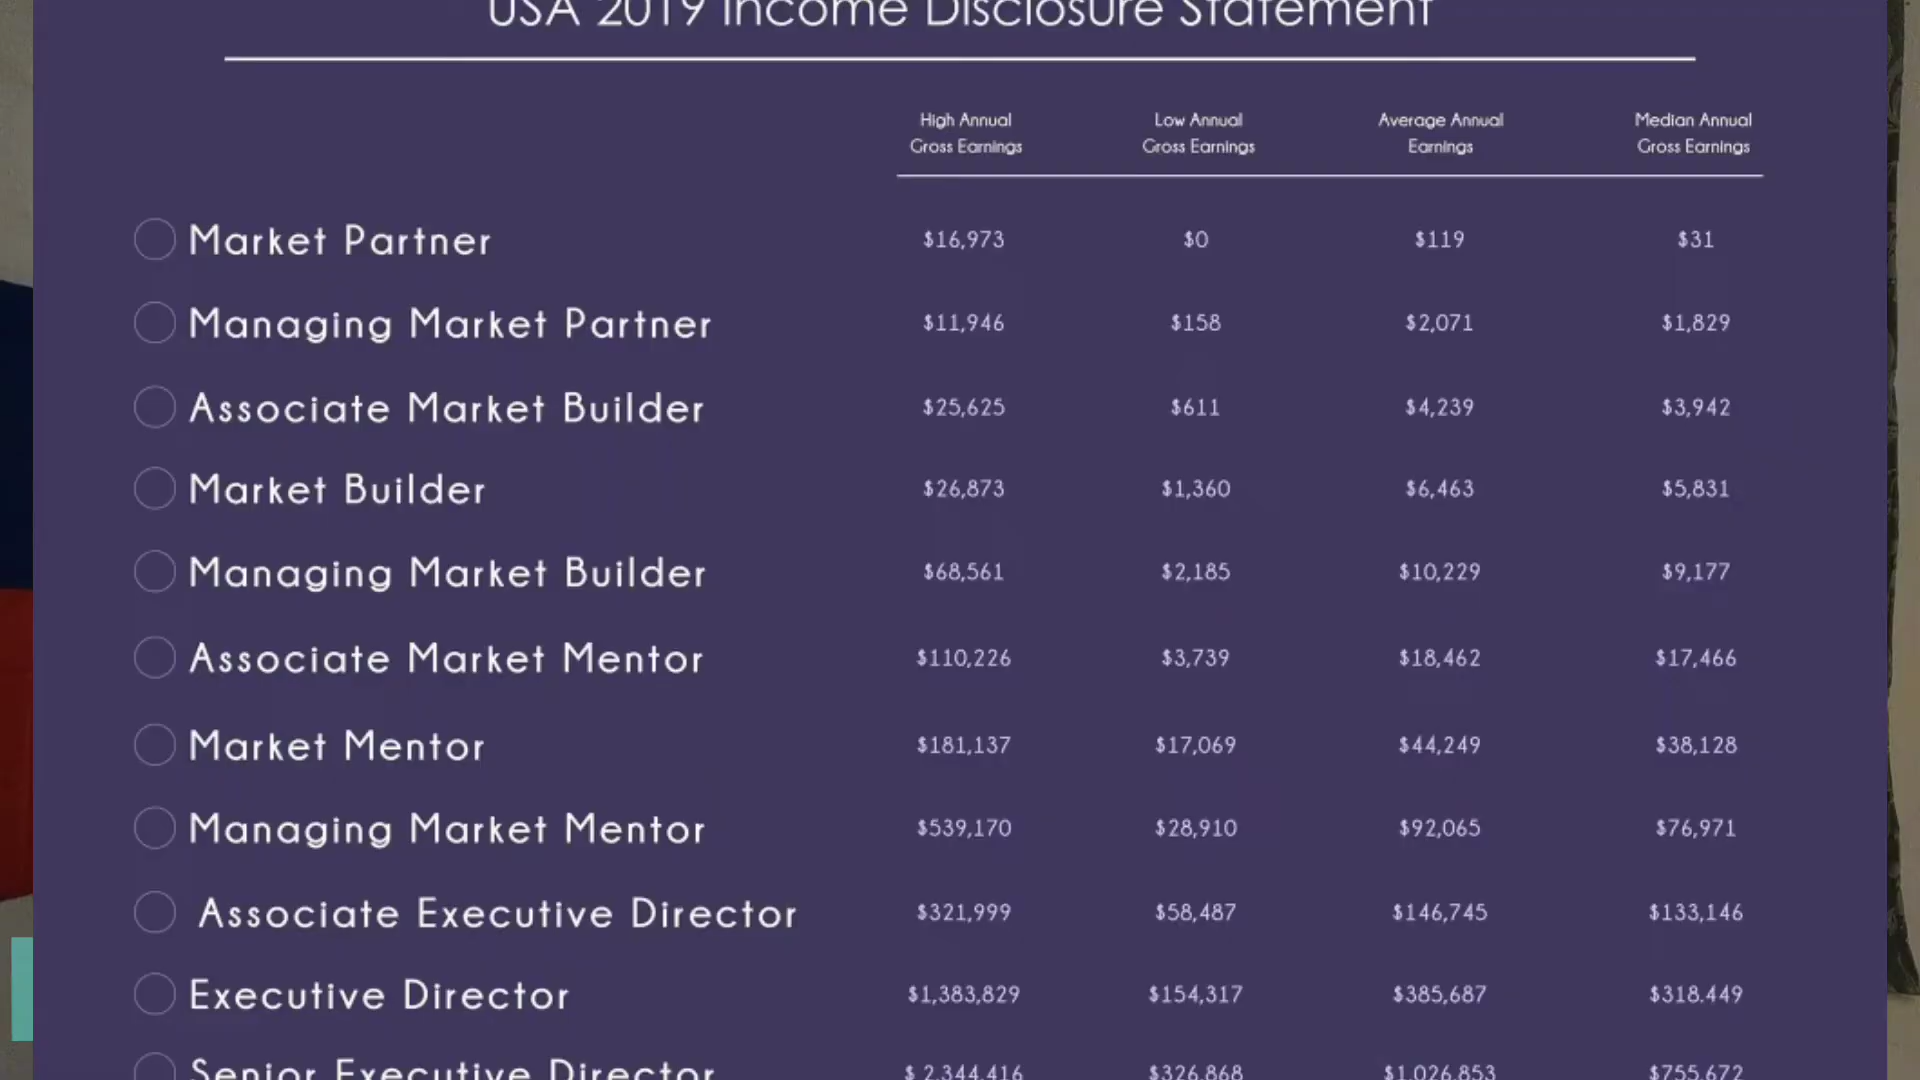 USA 2019 Income Disclosure Statement
High Annual Gross Earnings Low Annual Gross Earnings Average Annual Earnings Median Annual Gross Earnings
Market Partner $16,973 $0 $119 $31
Managing Market Partner $11,946 $158 $2,071 $1,829
Associate Market Builder $25,625 $611 $4,239 $3,942
Market Builder $26,873 $1,360 $6,463 $5,831
Managing Market Builder $68,561 $2,185 $10,229 $9,177
Associate Market Mentor $110,226 $3,739 $18,462 $17,466
Market Mentor $181,137 $17,069 $44,249 $38,128
Managing Market Mentor $539,170 $28,910 $92,065 $76,971
Associate Executive Director $321,999 $58,487 $146,745 $133,146
Executive Director $1,383,829 $154,317 $385,687 $318.449
Senior Executive Director $ 2,344,416 $326,868 $1,026,853 $755,672